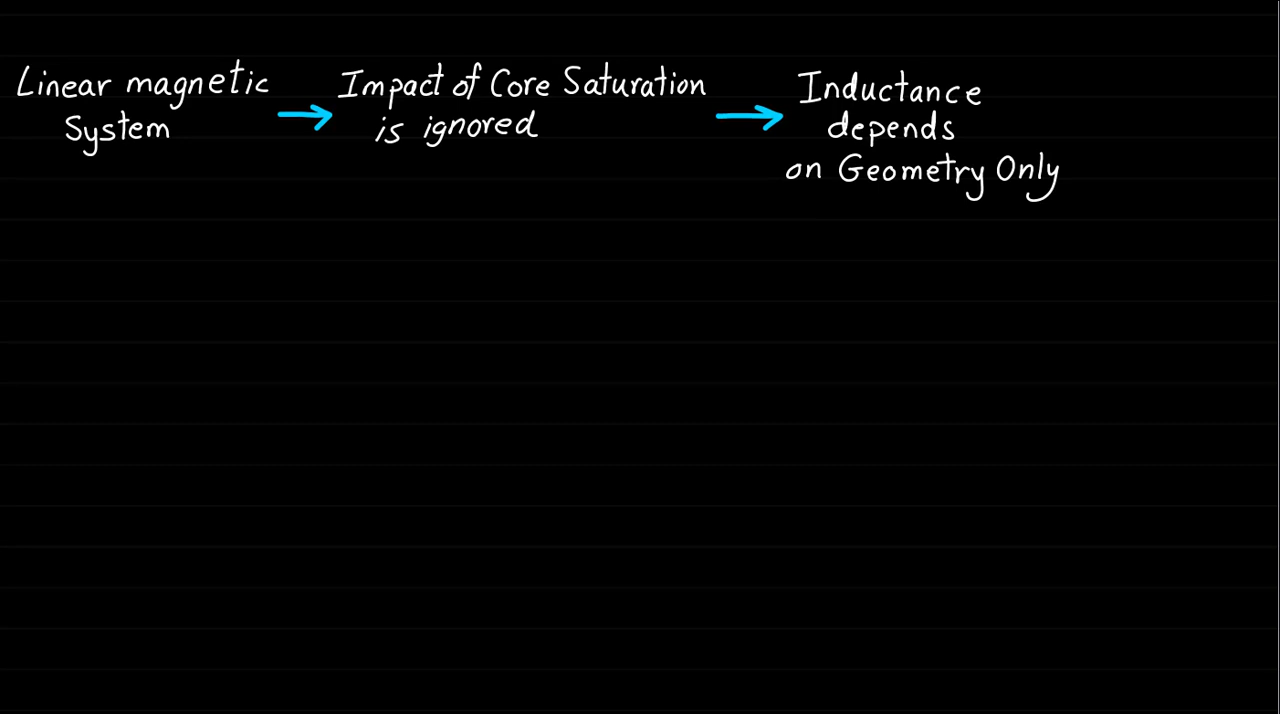 Linear magnetic
System
Impact of Core Saturation
is ignored
Inductance
depends
on Geometry Only